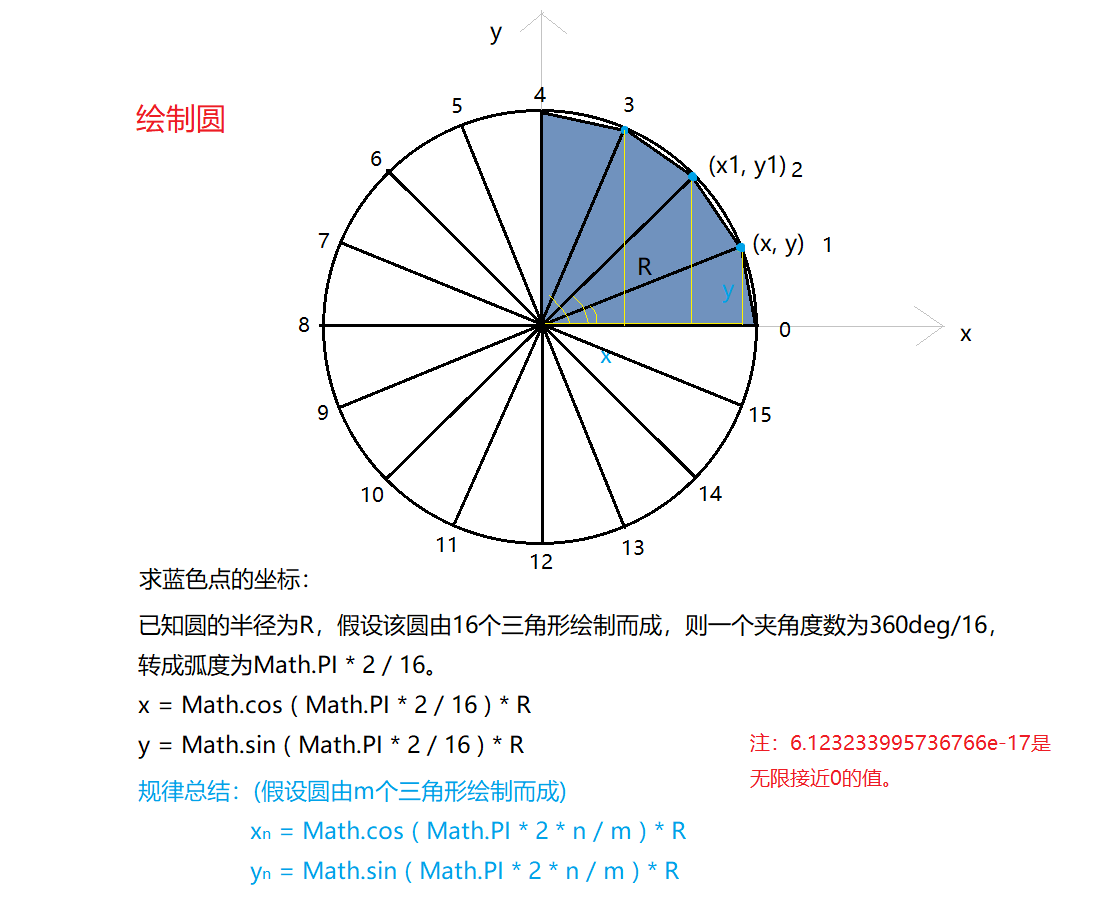 y
绘制圆
4
3
5
6
(x1, y1) 2
7
(x, y) 1
R
y
8
0
x
x
9
15
10
14
11
13
12
求蓝色点的坐标：
已知圆的半径为R，假设该圆由16个三角形绘制而成，则一个夹角度数为360deg/16，
转成弧度为Math.PI * 2 / 16。
x = Math.cos ( Math.PI * 2 / 16 ) * R
y = Math.sin ( Math.PI * 2 / 16 ) * R
注：6.123233995736766e-17是
无限接近0的值。
规律总结：(假设圆由m个三角形绘制而成)
xn = Math.cos ( Math.PI * 2 * n / m ) * R
yn = Math.sin ( Math.PI * 2 * n / m ) * R